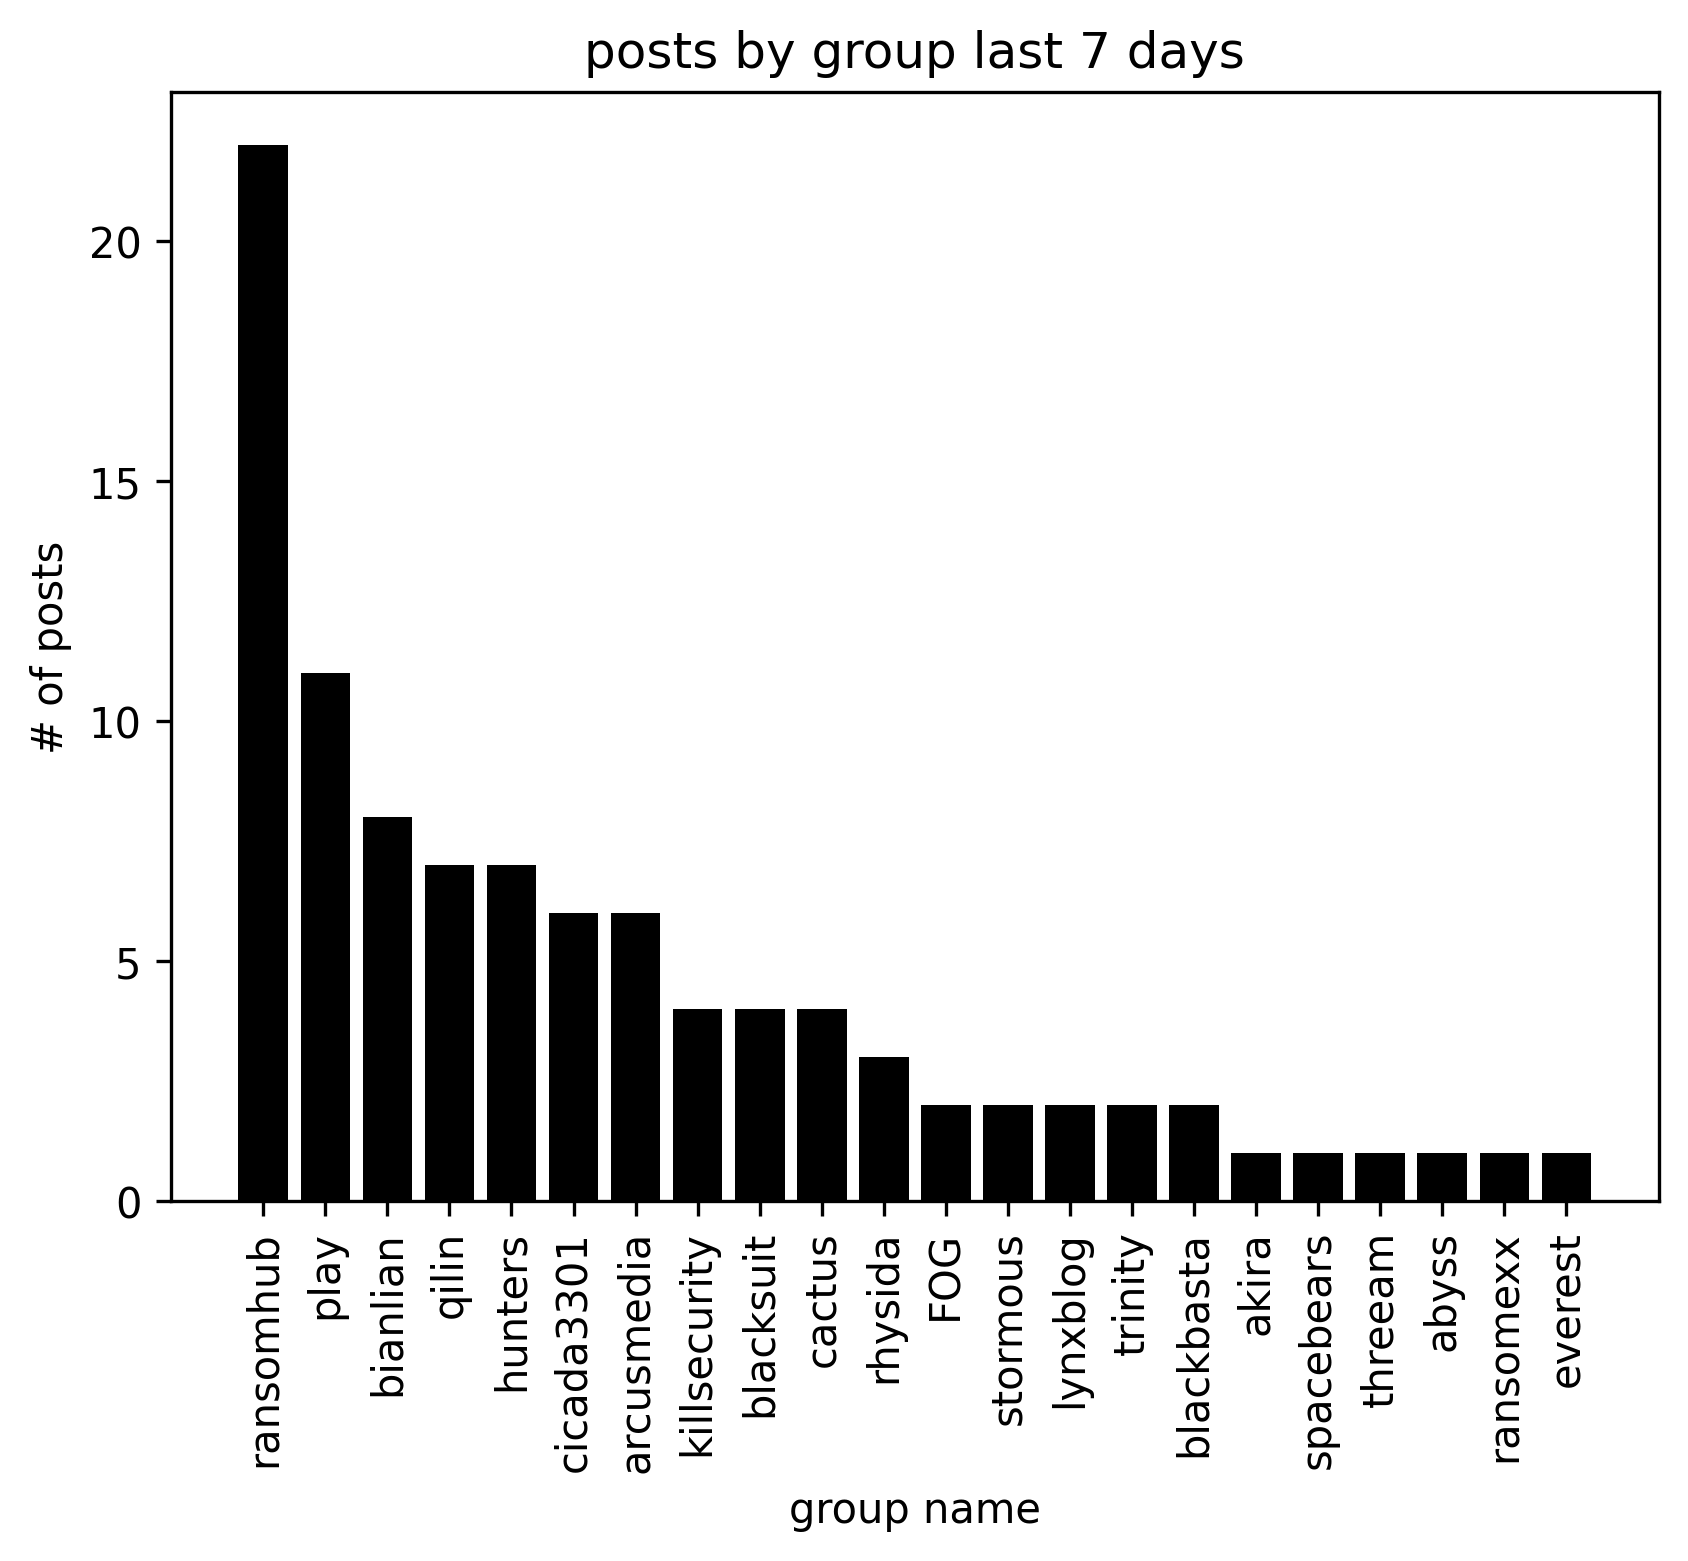 posts by group last 7 days
# of posts
20
15
10
5
0
ransomhub
play
bianlian
qilin
hunters
cicada3301
arcusmedia
killsecurity
blacksuit
cactus
rhysida
FOG
stormous
lynxblog
trinity
blackbasta
akira
spacebears
threeam
abyss
ransomexx
everest
group name